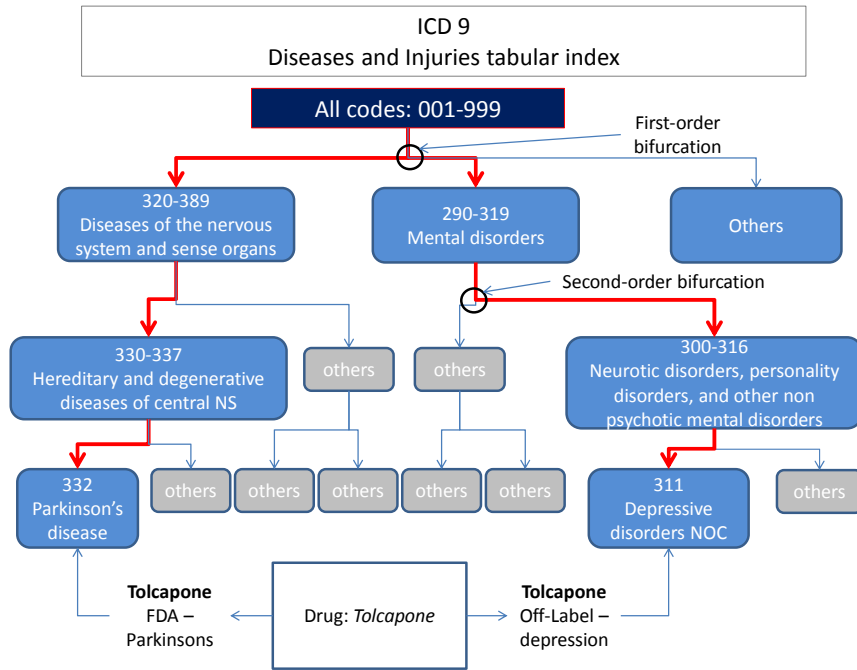 ICD 9
Diseases and Injuries tabular index
All codes: 001-999
First-order
bifurcation
320-389
Diseases of the nervous
system and sense organs
290-319
Mental disorders
Others
Second-order bifurcation
330-337
Hereditary and degenerative
diseases of central NS
others
others
300-316
Neurotic disorders, personality
disorders, and other non
psychotic mental disorders
332
Parkinson’s
disease
others
others
others
others
others
311
Depressive
disorders NOC
others
Tolcapone
FDA –
Parkinsons
Drug: Tolcapone
Tolcapone
Off-Label –
depression